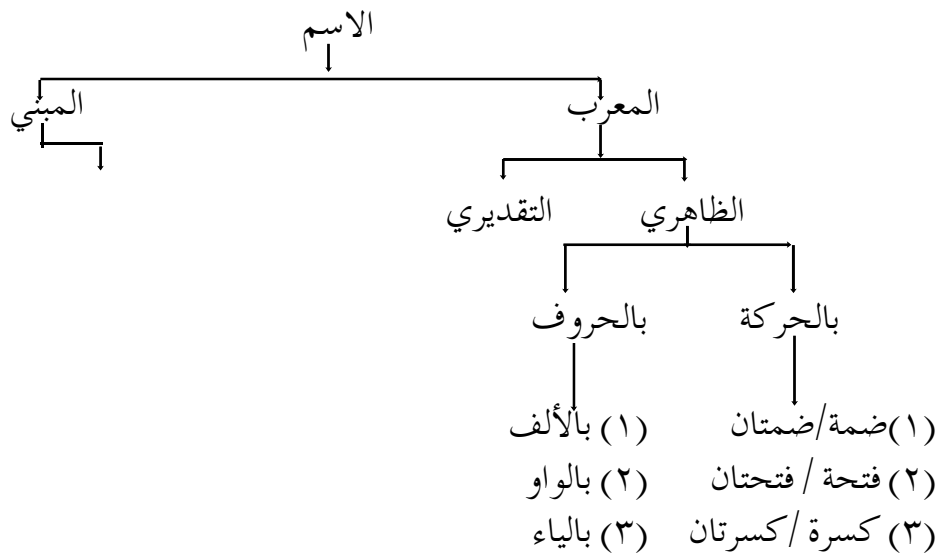 الاسم
المعرب المبني
الظاهري التقديري
بالحركة بالحروف
(١)ضمة/ضمتان (١) بالألف
(٢) فتحة / فتحتان (٢) بالواو
(٣) كسرة /كسرتان (٣) بالياء